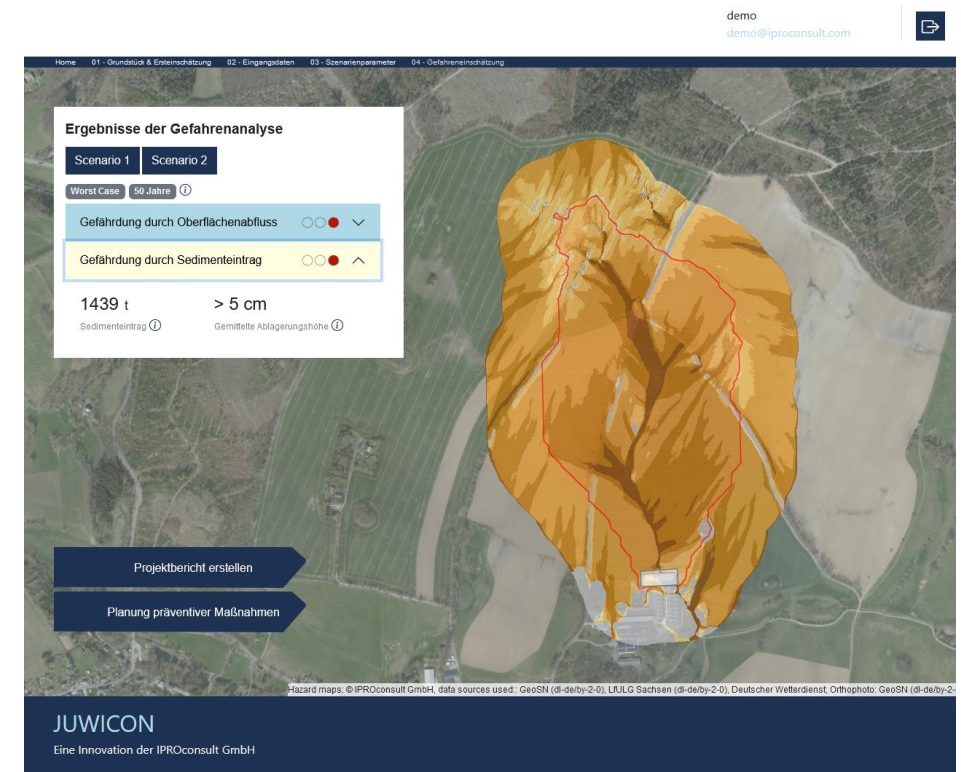 demo
demo@iproconsult.com
Home 01 - Grundstück & Ersteinschätzung 02 - Eingangsdaten 03 - Szenarienparameter 04 - Gefahreneinschätzung
Ergebnisse der Gefahrenanalyse
Scenario 1 Scenario 2
Worst Case 50 Jahre i
Gefährdung durch Oberflächenabfluss
Gefährdung durch Sedimenteintrag
1439 t > 5 cm
Sedimenteintrag i Gemittelte Ablagerungshöhe i
Projektbericht erstellen
Planung präventiver Maßnahmen
Hazard maps: © IPROconsult GmbH, data sources used:: GeoSN (dl-de/by-2-0), LfULG Sachsen (dl-de/by-2-0), Deutscher Wetterdienst; Orthophoto: GeoSN (dl-de/by-2-
JUWICON
Eine Innovation der IPROconsult GmbH